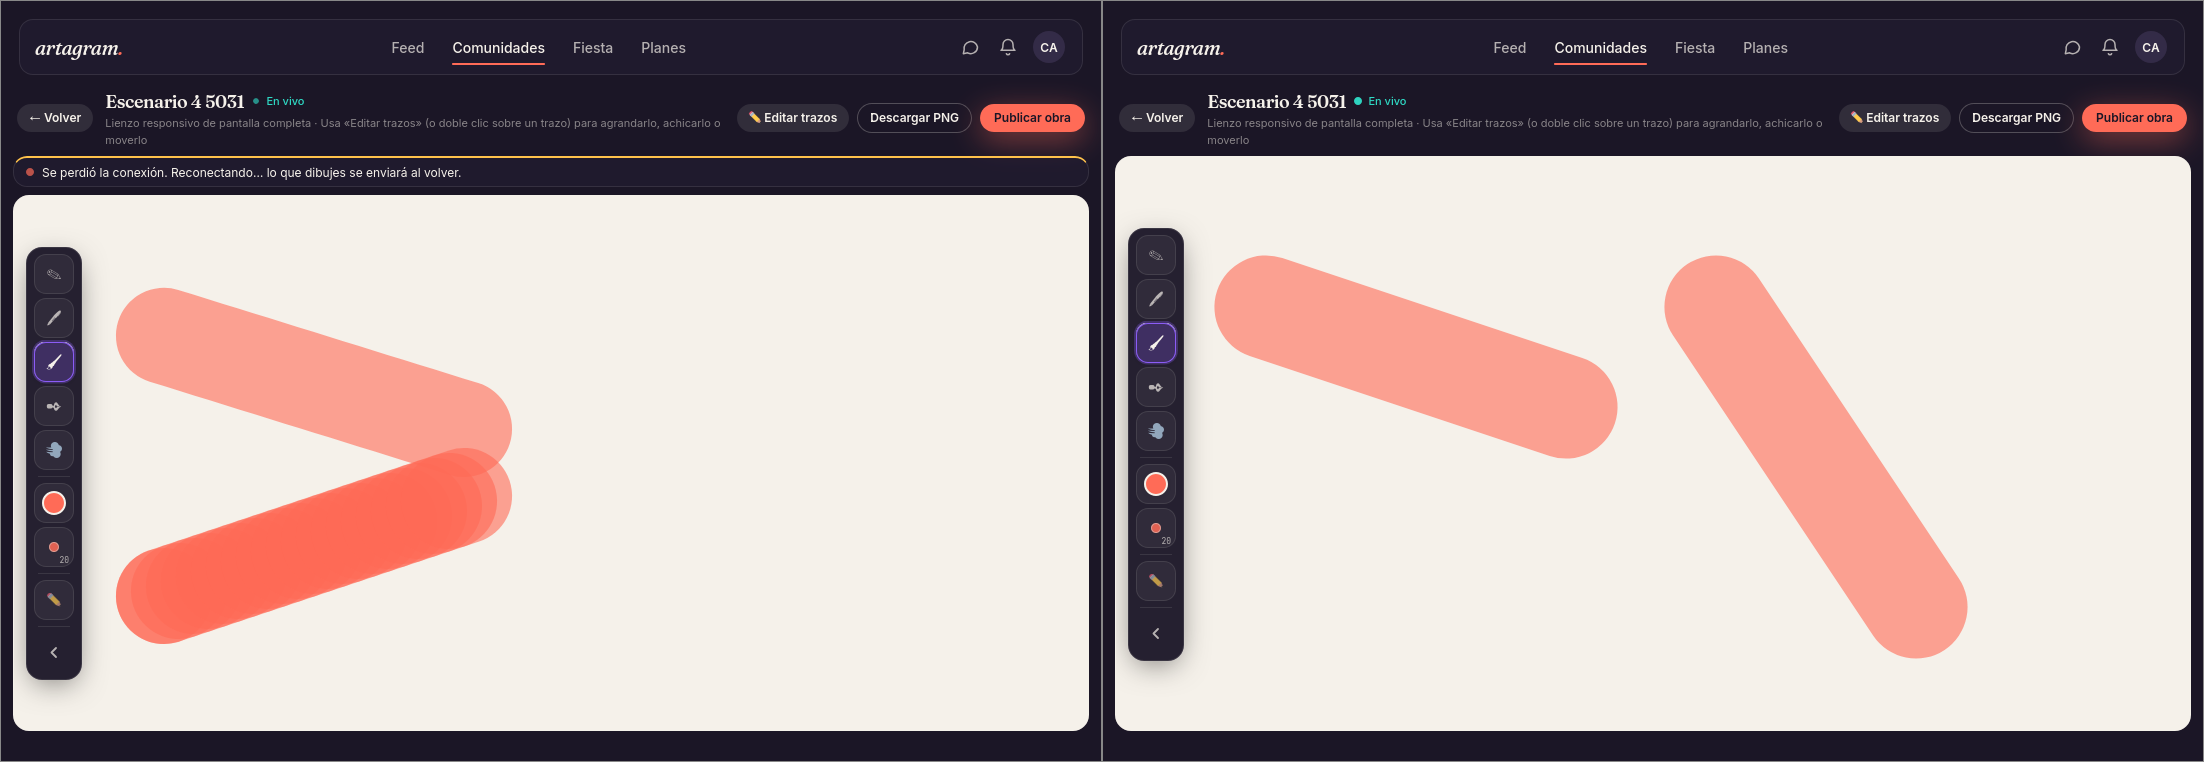 artagram.
Feed Comunidades Fiesta Planes
CA
← Volver
Escenario 4 5031 En vivo
Lienzo responsivo de pantalla completa · Usa «Editar trazos» (o doble clic sobre un trazo) para agrandarlo, achicarlo o
moverlo
Editar trazos
Descargar PNG
Publicar obra
Se perdió la conexión. Reconectando... lo que dibujes se enviará al volver.
20
artagram.
Feed Comunidades Fiesta Planes
CA
← Volver
Escenario 4 5031 En vivo
Lienzo responsivo de pantalla completa · Usa «Editar trazos» (o doble clic sobre un trazo) para agrandarlo, achicarlo o
moverlo
Editar trazos
Descargar PNG
Publicar obra
20